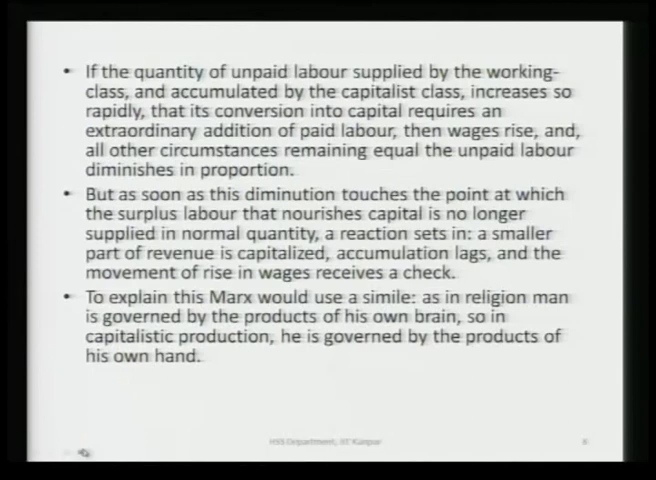 • If the quantity of unpaid labour supplied by the working-
class, and accumulated by the capitalist class, increases so
rapidly, that its conversion into capital requires an
extraordinary addition of paid labour, then wages rise, and,
all other circumstances remaining equal the unpaid labour
diminishes in proportion.
• But as soon as this diminution touches the point at which
the surplus labour that nourishes capital is no longer
supplied in normal quantity, a reaction sets in: a smaller
part of revenue is capitalized, accumulation lags, and the
movement of rise in wages receives a check.
• To explain this Marx would use a simile: as in religion man
is governed by the products of his own brain, so in
capitalistic production, he is governed by the products of
his own hand.
HSS Department, IIT Kanpur